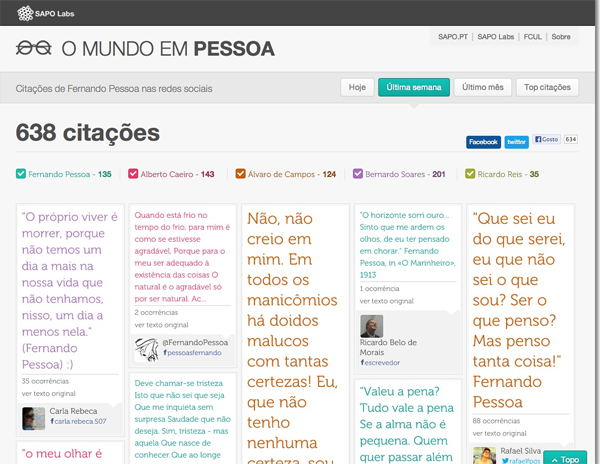 SAPO Labs
SAPO.PT | SAPO Labs | FCUL | Sobre
O MUNDO EM PESSOA
Citações de Fernando Pessoa nas redes sociais
Hoje
Última semana
Último mês
Top citações
638 citações
Facebook
twitter
Gosto
634
Fernando Pessoa - 135
Alberto Caeiro - 143
Álvaro de Campos - 124
Bernardo Soares - 201
Ricardo Reis - 35
"O próprio viver é
morrer, porque
não temos um
dia a mais na
nossa vida que
não tenhamos,
nisso, um dia a
menos nela."
(Fernando
Pessoa) :)
35 ocorrências
ver texto original
Carla Rebeca
carla.rebeca.507
"o meu olhar é
Quando está frio no
tempo do frio, para mim é
como se estivesse
agradável, Porque para o
meu ser adequado à
existência das coisas O
natural é o agradável só
por ser natural. Ac...
2 ocorrências
ver texto original
@FernandoPessoa
pessoasfernando
Deve chamar-se tristeza
Isto que não sei que seja
Que me inquieta sem
surpresa Saudade que não
deseja. Sim, tristeza - mas
aquela Que nasce de
conhecer Que ao longe
Não, não
creio em
mim. Em
todos os
manicômios
há doidos
malucos
com tantas
certezas! Eu,
que não
tenho
nenhuma
certeza, sou
"O horizonte sorri ouro...
Sinto que me ardem os
olhos, de eu ter pensado
em chorar." Fernando
Pessoa, in «O Marinheiro»,
1913
1 ocorrência
ver texto original
Ricardo Belo de
Morais
escrevedor
"Valeu a pena?
Tudo vale a pena
Se a alma não é
pequena. Quem
quer passar além
"Que sei eu
do que serei,
eu que não
sei o que
sou? Ser o
que penso?
Mas penso
tanta coisa!"
Fernando
Pessoa
88 ocorrências
ver texto original
Rafael Silva
Topo